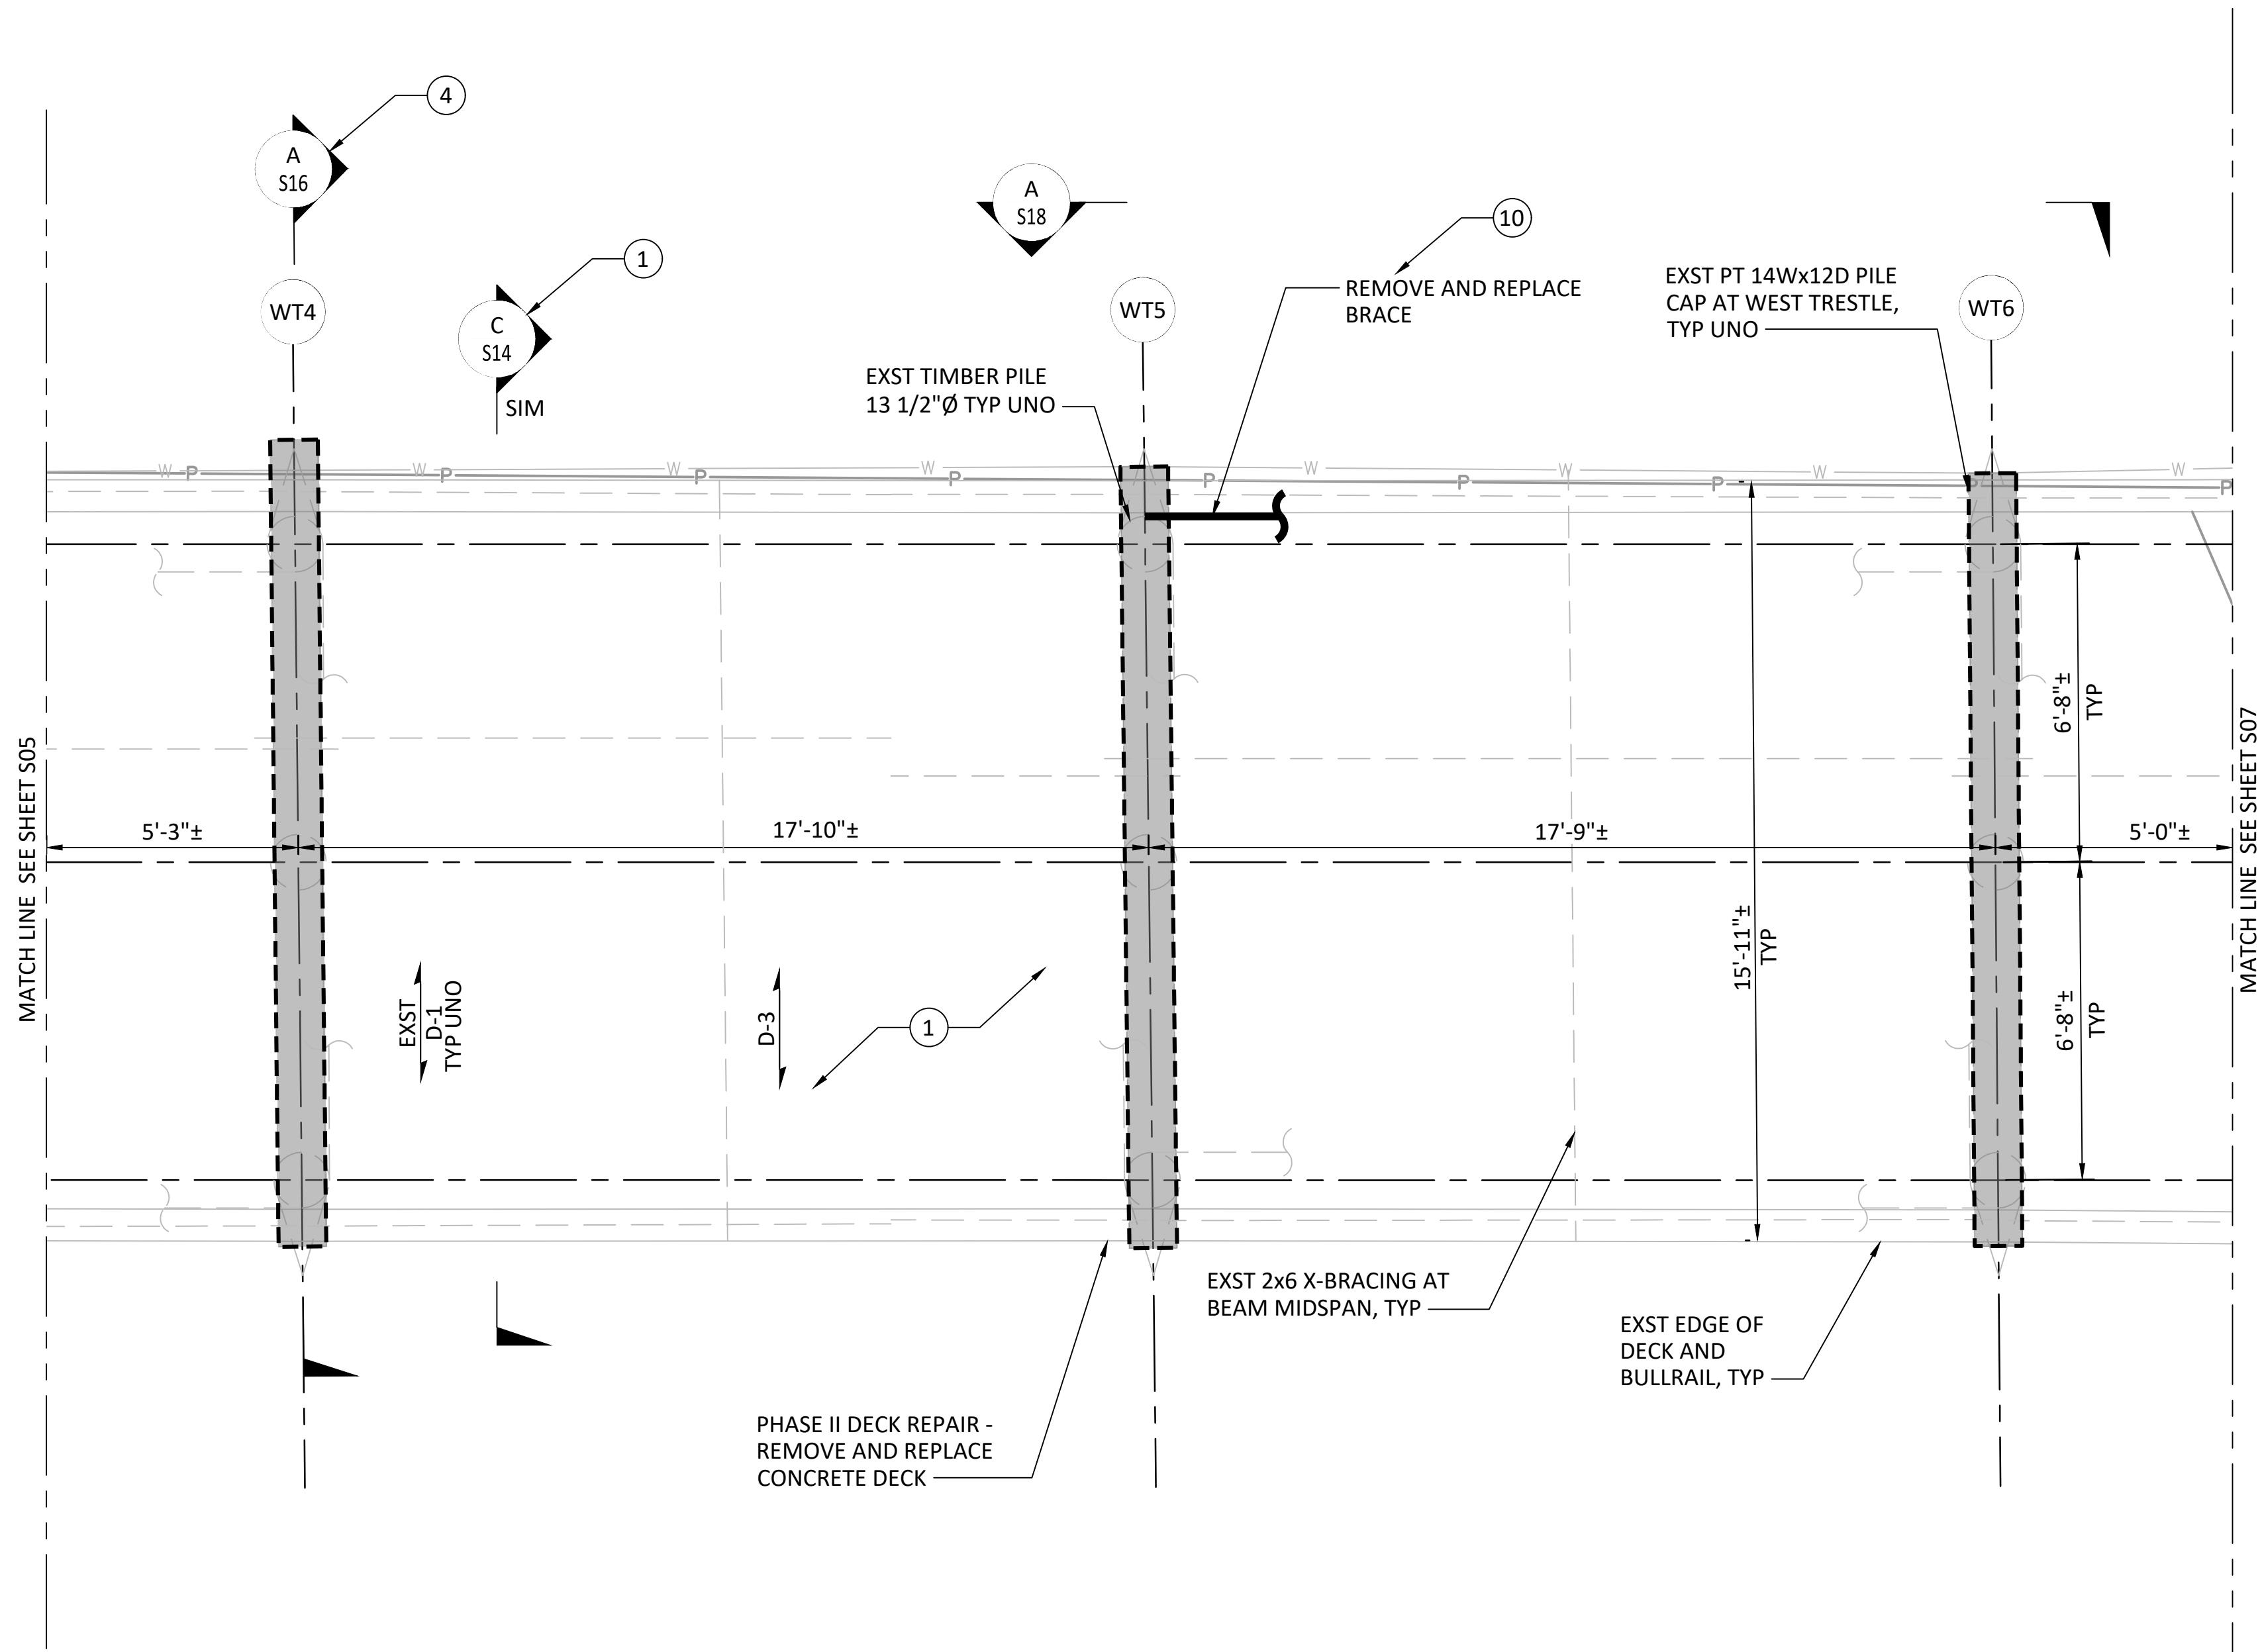 4
A
S16
A
S18
10
1
REMOVE AND REPLACE
BRACE
EXST PT 14Wx12D PILE
CAP AT WEST TRESTLE,
TYP UNO
WT4
WT5
WT6
C
S14
SIM
EXST TIMBER PILE
13 1/2"Ø TYP UNO
W
P
W
P
W
P
W
P
W
P
W
P
W
P
W
P
6'-8"±
TYP
MATCH LINE SEE SHEET S05
MATCH LINE SEE SHEET S07
5'-3"±
17'-10"±
17'-9"±
5'-0"±
15'-11"±
TYP
6'-8"±
TYP
EXST
D-1
TYP UNO
D-3
1
EXST 2x6 X-BRACING AT
BEAM MIDSPAN, TYP
EXST EDGE OF
DECK AND
BULLRAIL, TYP
PHASE II DECK REPAIR -
REMOVE AND REPLACE
CONCRETE DECK